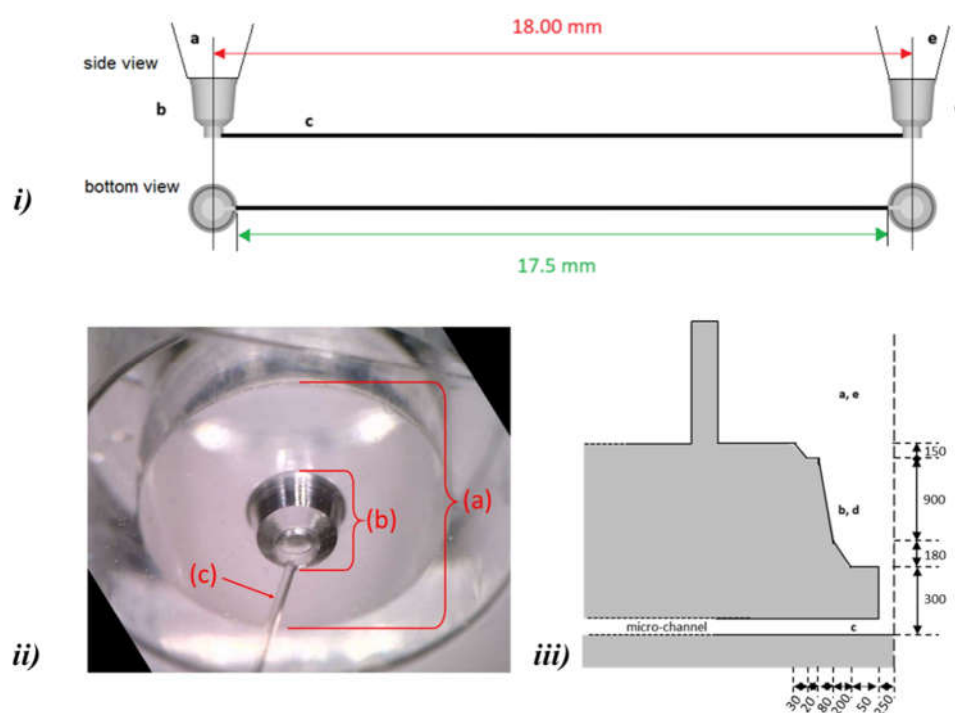 a
18.00 mm
e
side view
b
c
bottom view
i)
17.5 mm
(a)
(b)
(c)
ii)
a, e
150
900
b, d
180
300
micro-channel
c
iii)
30
20
80
200
50
250